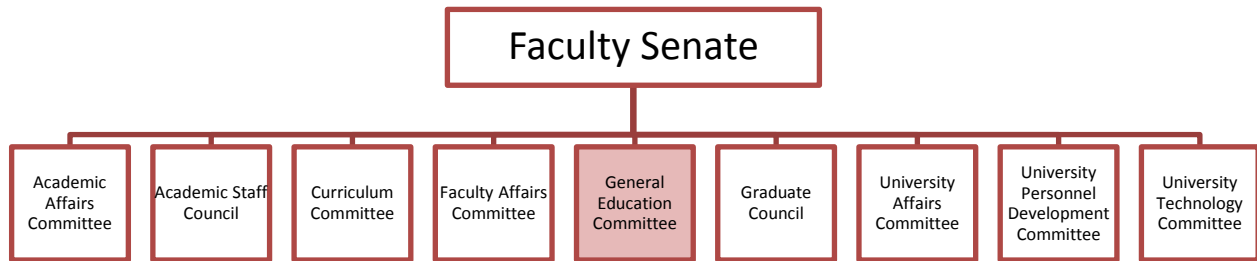 Faculty Senate
Academic
Affairs
Committee
Academic Staff
Council
Curriculum
Committee
Faculty Affairs
Committee
General
Education
Committee
Graduate
Council
University
Affairs
Committee
University
Personnel
Development
Committee
University
Technology
Committee